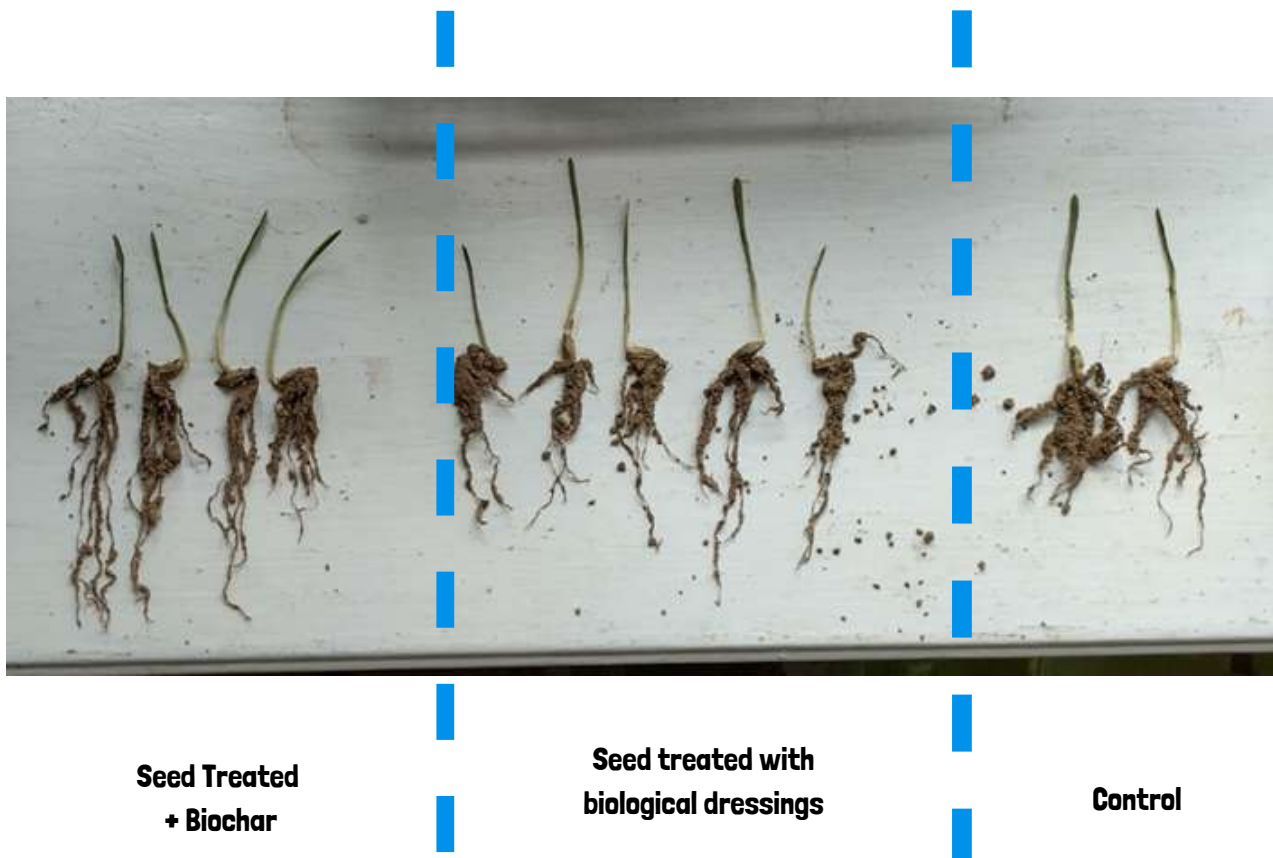 Seed Treated
+ Biochar
Seed treated with
biological dressings
Control